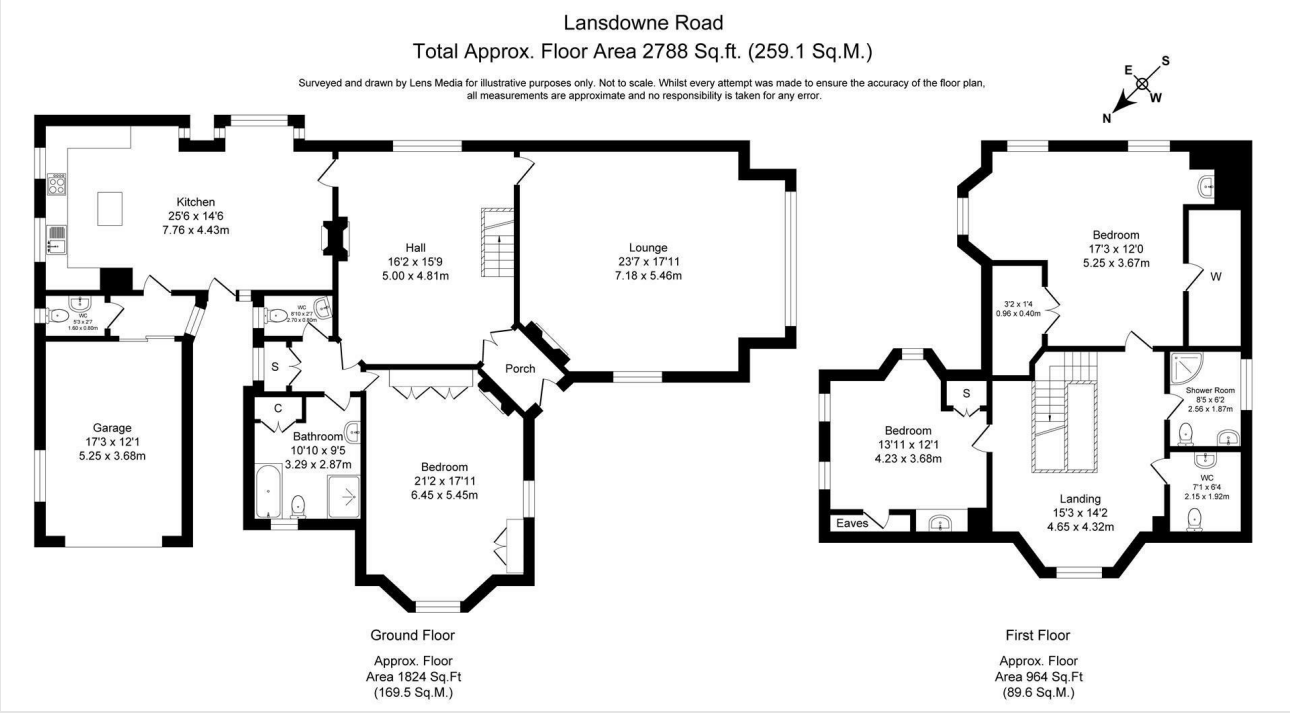 Lansdowne Road
Total Approx. Floor Area 2788 Sq.ft. (259.1 Sq.M.)
Surveyed and drawn by Lens Media for illustrative purposes only. Not to scale. Whilst every attempt was made to ensure the accuracy of the floor plan,
all measurements are approximate and no responsibility is taken for any error.
E
S
N
W
Kitchen
25'6 x 14'6
7.76 x 4.43m
Hall
16'2 x 15'9
5.00 x 4.81m
Lounge
23'7 x 17'11
7.18 x 5.46m
WC
5'3 x 2'7
1.60 x 0.80m
WC
8'10 x 2'7
2.70 x 0.80m
S
Porch
C
Garage
17'3 x 12'1
5.25 x 3.68m
Bathroom
10'10 x 9'5
3.29 x 2.87m
Bedroom
21'2 x 17'11
6.45 x 5.45m
Ground Floor
Approx. Floor
Area 1824 Sq.Ft
(169.5 Sq.M.)
Bedroom
17'3 x 12'0
5.25 x 3.67m
W
3'2 x 1'4
0.96 x 0.40m
S
Shower Room
8'5 x 6'2
2.56 x 1.87m
Bedroom
13'11 x 12'1
4.23 x 3.68m
Landing
15'3 x 14'2
4.65 x 4.32m
WC
7'1 x 6'4
2.15 x 1.92m
Eaves
First Floor
Approx. Floor
Area 964 Sq.Ft
(89.6 Sq.M.)